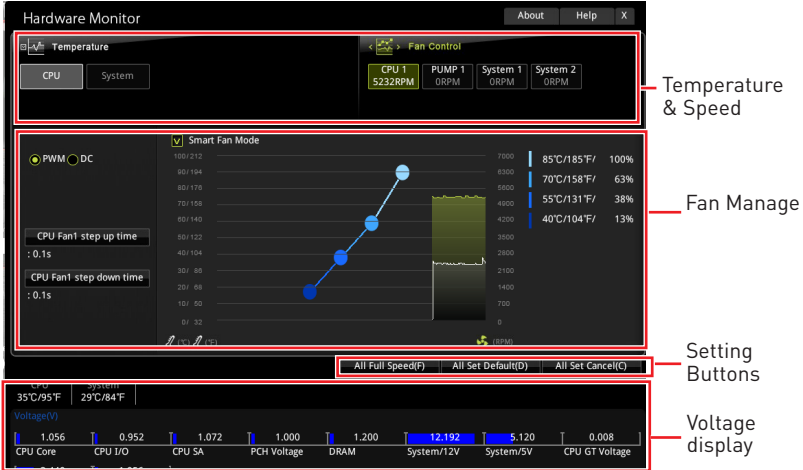 Hardware Monitor
About Help X
Temperature
Fan Control
CPU System
CPU 1 PUMP 1 System 1 System 2
5232RPM 0RPM 0RPM 0RPM
Temperature
& Speed
Smart Fan Mode
PWM DC
100/212 7000 85℃/185℉/ 100%
90/194 6300
80/176 5600 70℃/158℉/ 63%
70/158 4900 55℃/131℉/ 38%
60/140 4200 40℃/104℉/ 13%
Fan Manage
50/122 3500
CPU Fan1 step up time
: 0.1s
40/104 2800
30/ 86 2100
CPU Fan1 step down time
: 0.1s
20/ 68 1400
10/ 50 700
0/ 32 0
(℃) (℉) (RPM)
All Full Speed(F) All Set Default(D) All Set Cancel(C)
Setting
Buttons
CPU System
35℃/95℉ 29℃/84℉
Voltage(V)
1.056 0.952 1.072 1.000 1.200 12.192 5.120 0.008
CPU Core CPU I/O CPU SA PCH Voltage DRAM System/12V System/5V CPU GT Voltage
Voltage
display